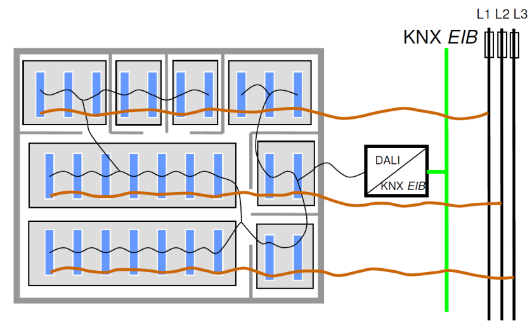 L1 L2 L3
KNX EIB
DALI
KNX EIB